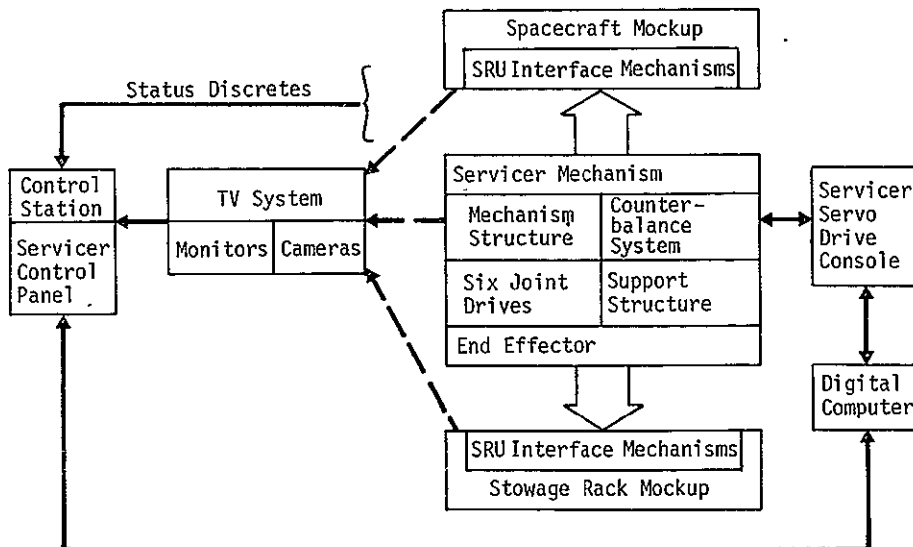 Spacecraft Mockup
SRU Interface Mechanisms
Status Discretes
Control
Station
Servicer
Control
Panel
TV System
Monitors
Cameras
Servicer Mechanism
Mechanism
Structure
Counter-
balance
System
Six Joint
Drives
Support
Structure
End Effector
Servicer
Servo
Drive
Console
Digital
Computer
SRU Interface Mechanisms
Stowage Rack Mockup